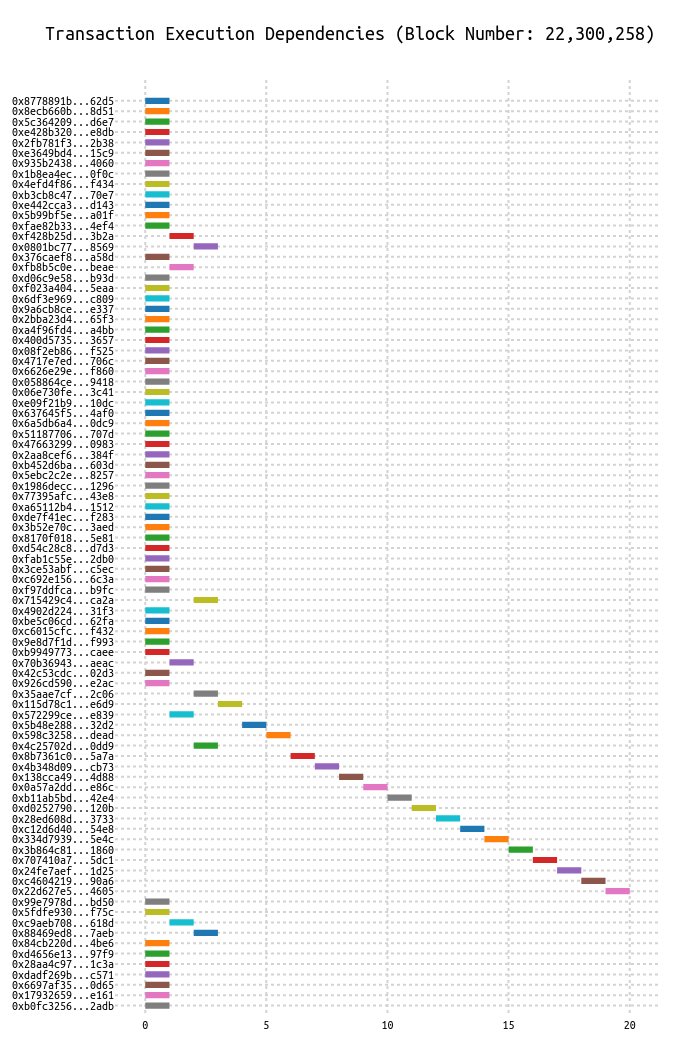 Transaction Execution Dependencies (Block Number: 22,300,258)
0x8778891b...62d5
0x8ecb660b...8d51
0x5c364209...d6e7
0xe428b320...e8db
0x2fb781f3...2b38
0xe3649bd4...15c9
0x935b2438...4060
0x1b8ea4ec...0f0c
0x4efd4f86...f434
0xb3cb8c47...70e7
0xe442cca3...d143
0x5b99bf5e...a01f
0xfae82b33...4ef4
0xf428b25d...3b2a
0x0801bc77...8569
0x376caef8...a58d
0xfb8b5c0e...beae
0xd06c9e58...b93d
0xf023a404...5eaa
0x6df3e969...c809
0x9a6cb8ce...e337
0x2bba23d4...65f3
0xa4f96fd4...a4bb
0x400d5735...3657
0x08f2eb86...f525
0x4717e7ed...706c
0x6626e29e...f860
0x058864ce...9418
0x06e730fe...3c41
0xe09f21b9...10dc
0x637645f5...4af0
0x6a5db6a4...0dc9
0x51187706...707d
0x47663299...0983
0x2aa8cef6...384f
0xb452d6ba...603d
0x5ebc2c2e...8257
0x1986decc...1296
0x77395afc...43e8
0xa65112b4...1512
0xde7f41ec...f283
0x3b52e70c...3aed
0x8170f018...5e81
0xd54c28c8...d7d3
0xfab1c55e...2db0
0x3ce53abf...c5ec
0xc692e156...6c3a
0xf97ddfca...b9fc
0x715429c4...ca2a
0x4902d224...31f3
0xbe5c06cd...62fa
0xc6015cfc...f432
0x9e8d7f1d...f993
0xb9949773...caee
0x70b36943...aeac
0x42c53cdc...02d3
0x926cd590...e2ac
0x35aae7cf...2c06
0x115d78c1...e6d9
0x572299ce...e839
0x5b48e288...32d2
0x598c3258...dead
0x4c25702d...0dd9
0x8b7361c0...5a7a
0x4b348d09...cb73
0x138cca49...4d88
0x0a57a2dd...e86c
0xb11ab5bd...42e4
0xd0252790...120b
0x28ed608d...3733
0xc12d6d40...54e8
0x334d7939...5e4c
0x3b864c81...1860
0x707410a7...5dc1
0x24fe7aef...1d25
0xc4604219...90a6
0x22d627e5...4605
0x99e7978d...bd50
0x5fdfe930...f75c
0xc9aeb708...618d
0x88469ed8...7aeb
0x84cb220d...4be6
0xd4656e13...97f9
0x28aa4c97...1c3a
0xdadf269b...c571
0x6697af35...0d65
0x17932659...e161
0xb0fc3256...2adb
0 5 10 15 20